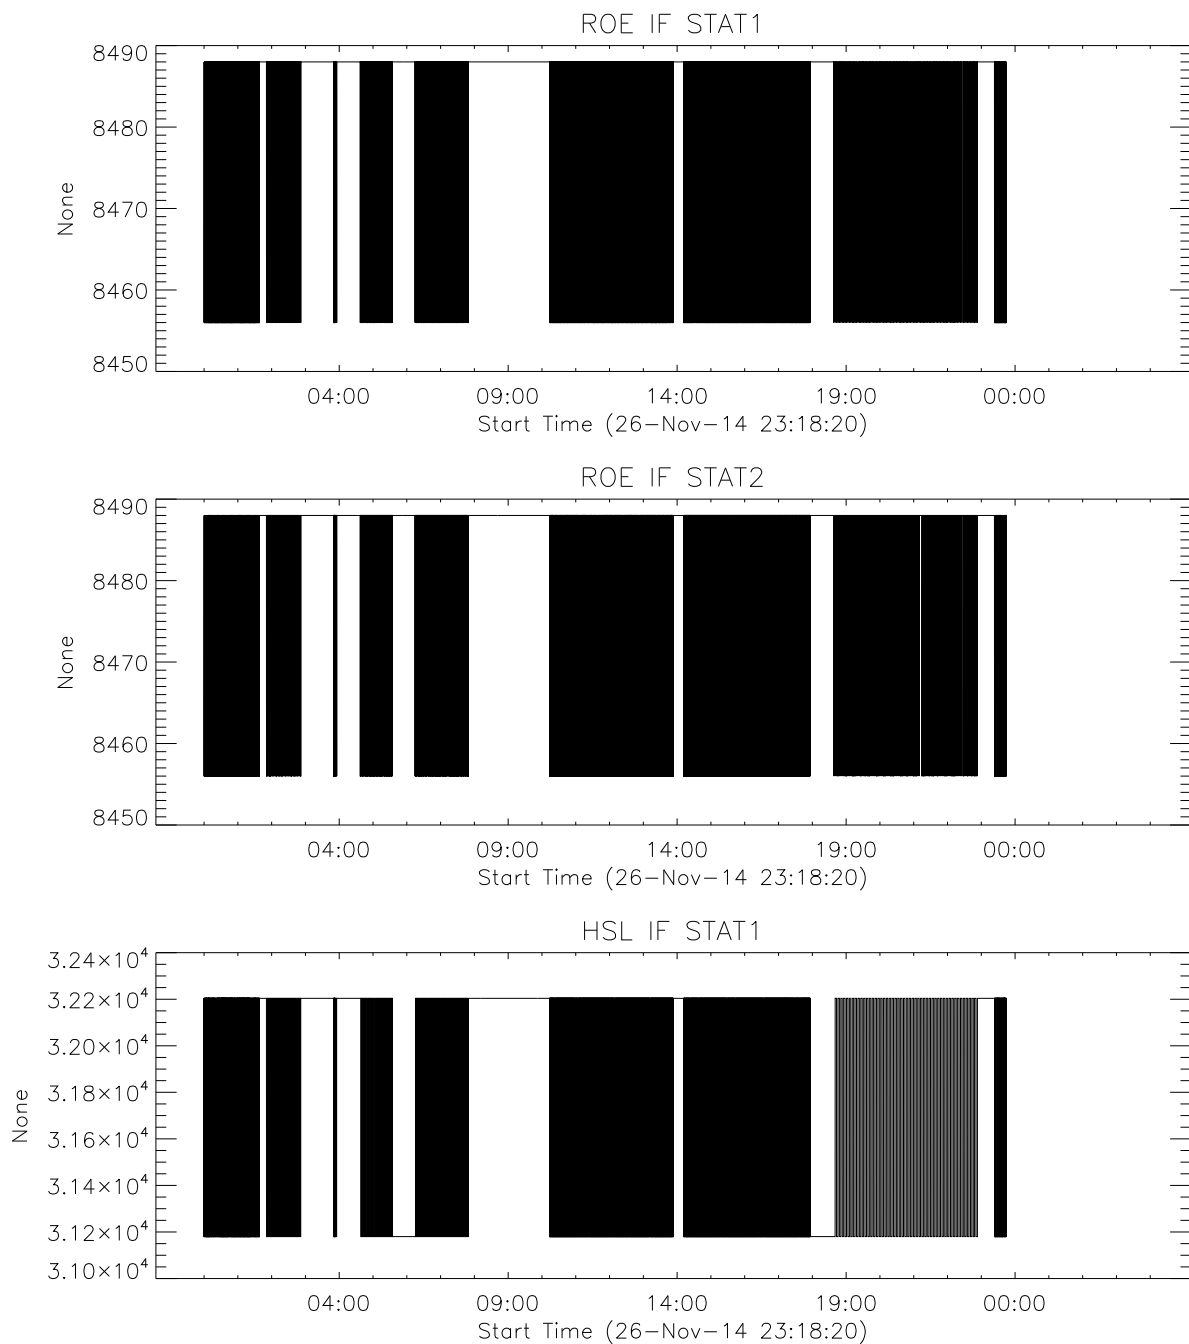 ROE IF STAT1
8490
8480
8470
8460
8450
None
04:00 09:00 14:00 19:00 00:00
Start Time (26-Nov-14 23:18:20)
ROE IF STAT2
8490
8480
8470
8460
8450
None
04:00 09:00 14:00 19:00 00:00
Start Time (26-Nov-14 23:18:20)
HSL IF STAT1
3.24×10⁴
3.22×10⁴
3.20×10⁴
3.18×10⁴
3.16×10⁴
3.14×10⁴
3.12×10⁴
3.10×10⁴
None
04:00 09:00 14:00 19:00 00:00
Start Time (26-Nov-14 23:18:20)